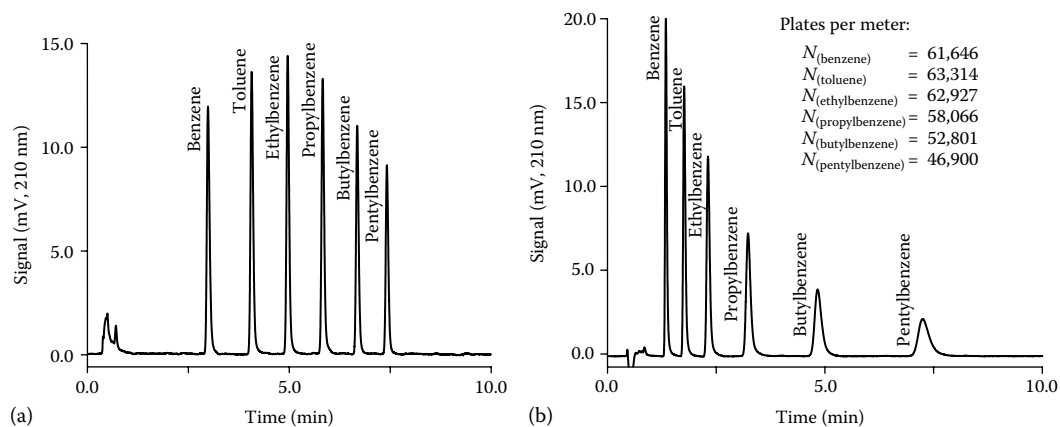 (a)
Signal (mV, 210 nm)
15.0
10.0
5.0
0.0
Benzene
Toluene
Ethylbenzene
Propylbenzene
Butylbenzene
Pentylbenzene
0.0 5.0 10.0
Time (min)
(b)
Signal (mV, 210 nm)
20.0
15.0
20.0
5.0
0.0
Benzene
Toluene
Ethylbenzene
Propylbenzene
Butylbenzene
Pentylbenzene
Plates per meter:
N(benzene) = 61,646
N(toluene) = 63,314
N(ethylbenzene) = 62,927
N(propylbenzene) = 58,066
N(butylbenzene) = 52,801
N(pentylbenzene) = 46,900
0.0 5.0 10.0
Time (min)